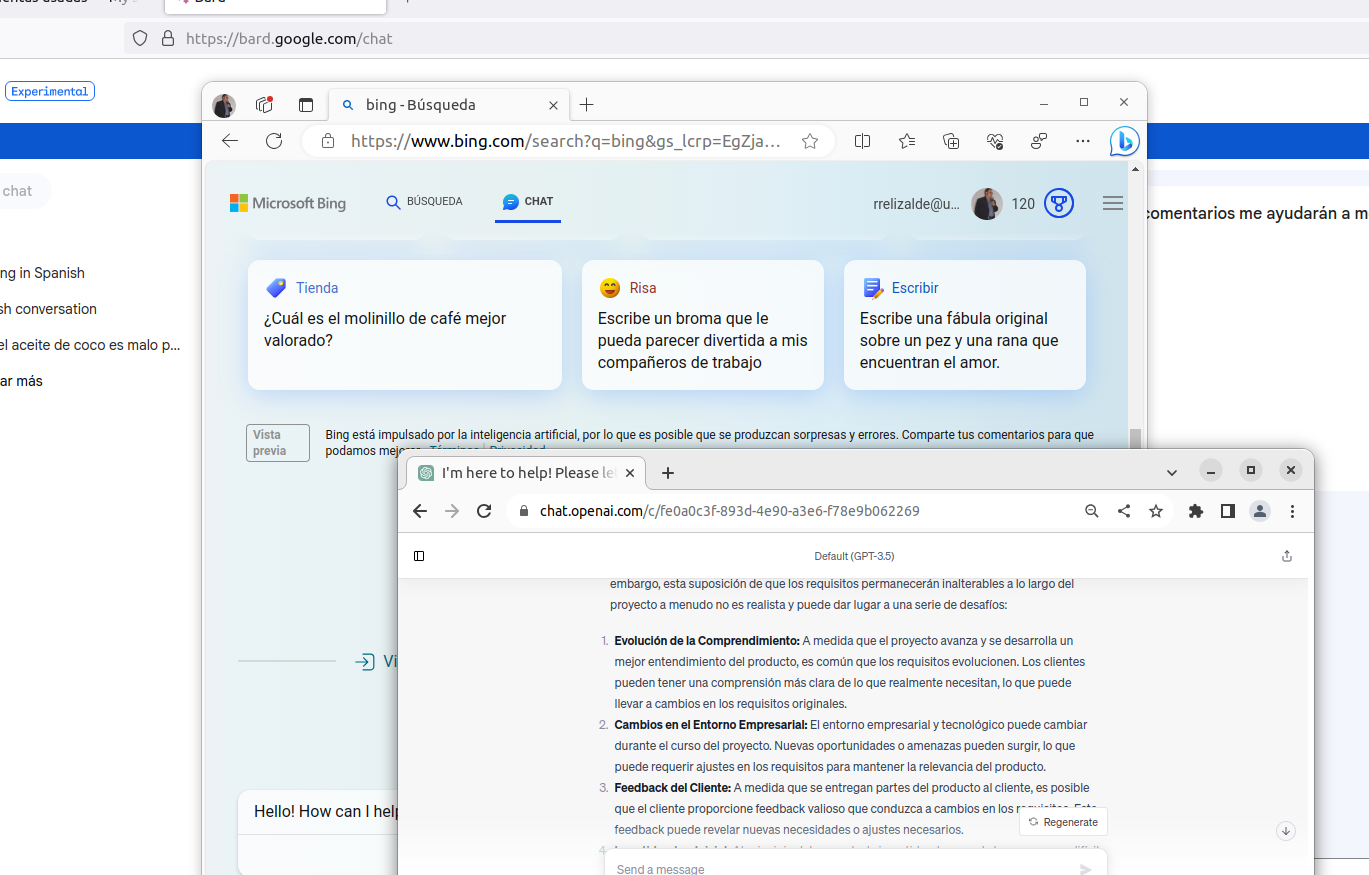 Bard
https://bard.google.com/chat
Experimental
chat
ng in Spanish
sh conversation
el aceite de coco es malo p...
ar más
comentarios me ayudarán a m
bing - Búsqueda
https://www.bing.com/search?q=bing&gs_lcrp=EgZja...
Microsoft Bing
BÚSQUEDA
CHAT
rrelizalde@u...
120
Tienda
¿Cuál es el molinillo de café mejor
valorado?
Risa
Escribe un broma que le
pueda parecer divertida a mis
compañeros de trabajo
Escribir
Escribe una fábula original
sobre un pez y una rana que
encuentran el amor.
Vista
previa
Bing está impulsado por la inteligencia artificial, por lo que es posible que se produzcan sorpresas y errores. Comparte tus comentarios para que
podamos mejorar. Términos | Privacidad
Vi
Hello! How can I help
I'm here to help! Please le
chat.openai.com/c/fe0a0c3f-893d-4e90-a3e6-f78e9b062269
Default (GPT-3.5)
embargo, esta suposición de que los requisitos permanecerán inalterables a lo largo del
proyecto a menudo no es realista y puede dar lugar a una serie de desafíos:
1. Evolución de la Comprendimiento: A medida que el proyecto avanza y se desarrolla un
mejor entendimiento del producto, es común que los requisitos evolucionen. Los clientes
pueden tener una comprensión más clara de lo que realmente necesitan, lo que puede
llevar a cambios en los requisitos originales.
2. Cambios en el Entorno Empresarial: El entorno empresarial y tecnológico puede cambiar
durante el curso del proyecto. Nuevas oportunidades o amenazas pueden surgir, lo que
puede requerir ajustes en los requisitos para mantener la relevancia del producto.
3. Feedback del Cliente: A medida que se entregan partes del producto al cliente, es posible
que el cliente proporcione feedback valioso que conduzca a cambios en los requisitos. Este
feedback puede revelar nuevas necesidades o ajustes necesarios.
Regenerate
4.
Send a message